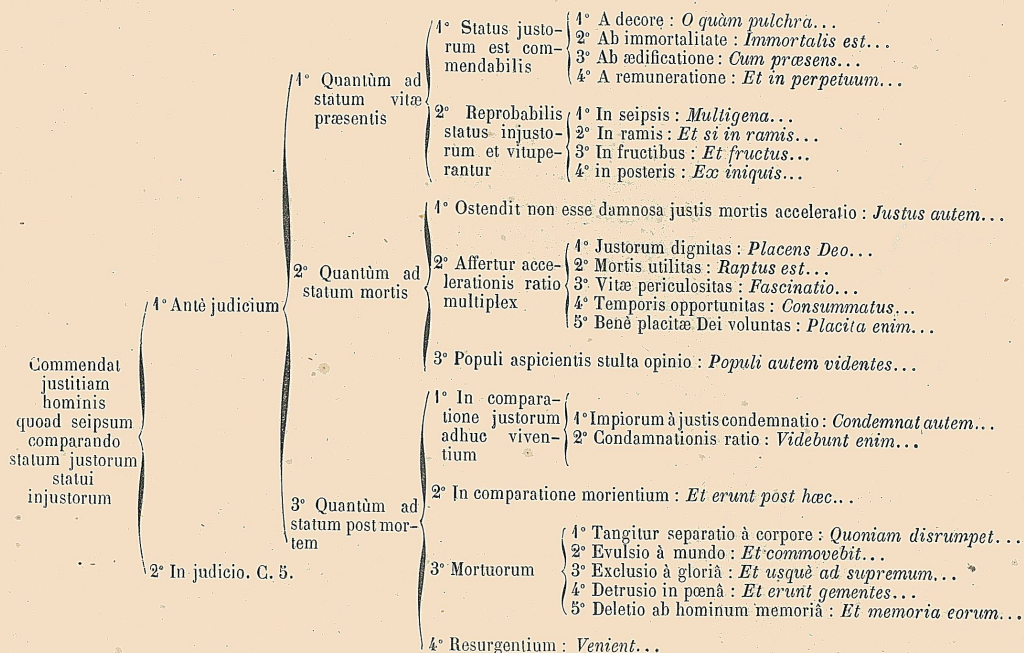 Commendat
justitiam
hominis
quoad seipsum
comparando
statum justorum
statui
injustorum
1° Antè judicium
1° Quantùm ad
statum vitæ
præsentis
1° Status justo-
rum est com-
mendabilis
1° A decore : O quàm pulchra...
2° Ab immortalitate : Immortalis est...
3° Ab ædificatione : Cum præsens...
4° A remuneratione : Et in perpetuum...
2° Reprobabilis
status injusto-
rum et vitupe-
rantur
1° In seipsis : Multigena...
2° In ramis : Et si in ramis...
3° In fructibus : Et fructus...
4° in posteris : Ex iniquis...
2° Quantùm ad
statum mortis
1° Ostendit non esse damnosa justis mortis acceleratio : Justus autem...
2° Affertur acce-
lerationis ratio
multiplex
1° Justorum dignitas : Placens Deo...
2° Mortis utilitas : Raptus est...
3° Vitæ periculositas : Fascinatio...
4° Temporis opportunitas : Consummatus...
5° Benè placitæ Dei voluntas : Placita enim...
3° Populi aspicientis stulta opinio : Populi autem videntes...
3° Quantùm ad
statum post mor-
tem
1° In compara-
tione justorum
adhuc viven-
tium
1° Impiorum à justis condemnatio : Condemnat autem...
2° Condamnationis ratio : Videbunt enim...
2° In comparatione morientium : Et erunt post hæc...
3° Mortuorum
1° Tangitur separatio à corpore : Quoniam disrumpet...
2° Evulsio à mundo : Et commovebit...
3° Exclusio à gloriâ : Et usquè ad supremum...
4° Detrusio in pœnâ : Et erunt gementes...
5° Deletio ab hominum memoriâ : Et memoria eorum...
4° Resurgentium : Venient...
2° In judicio. C. 5.